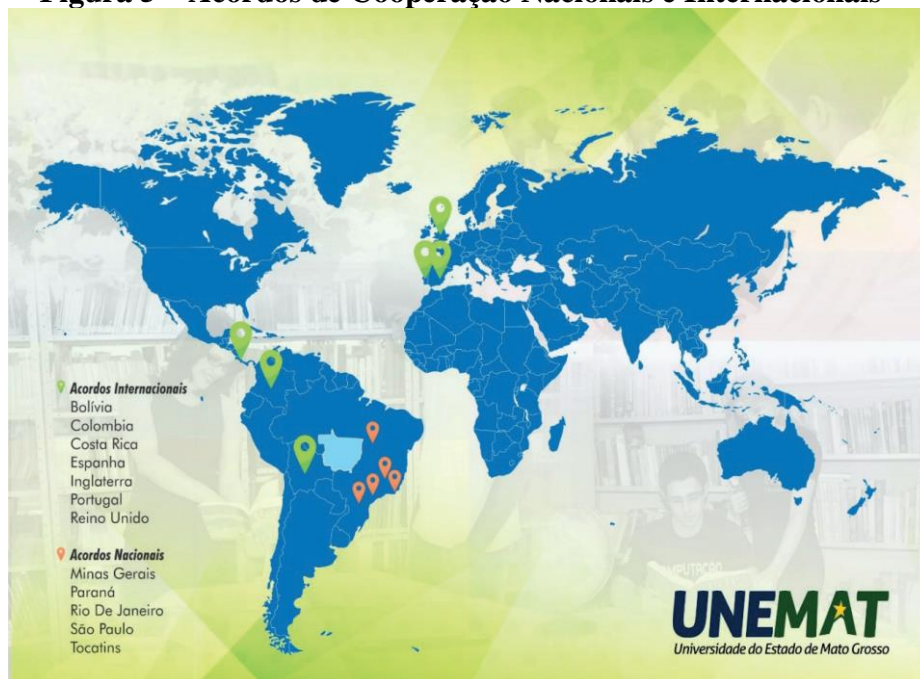 Figura 5 – Acordos de Cooperação Nacionais e Internacionais
Acordos Internacionais
Bolívia
Colombia
Costa Rica
Espanha
Inglaterra
Portugal
Reino Unido
Acordos Nacionais
Minas Gerais
Paraná
Rio De Janeiro
São Paulo
Tocatins
COMPUTAÇÃO
UNEMAT
Universidade do Estado de Mato Grosso